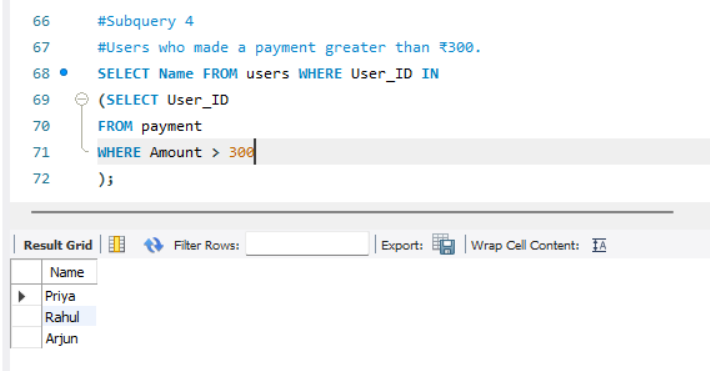 66 #Subquery 4
67 #Users who made a payment greater than ₹300.
68 SELECT Name FROM users WHERE User_ID IN
69 (SELECT User_ID
70 FROM payment
71 WHERE Amount > 300
72 );
Result Grid Filter Rows: Export: Wrap Cell Content: IA
Name
Priya
Rahul
Arjun